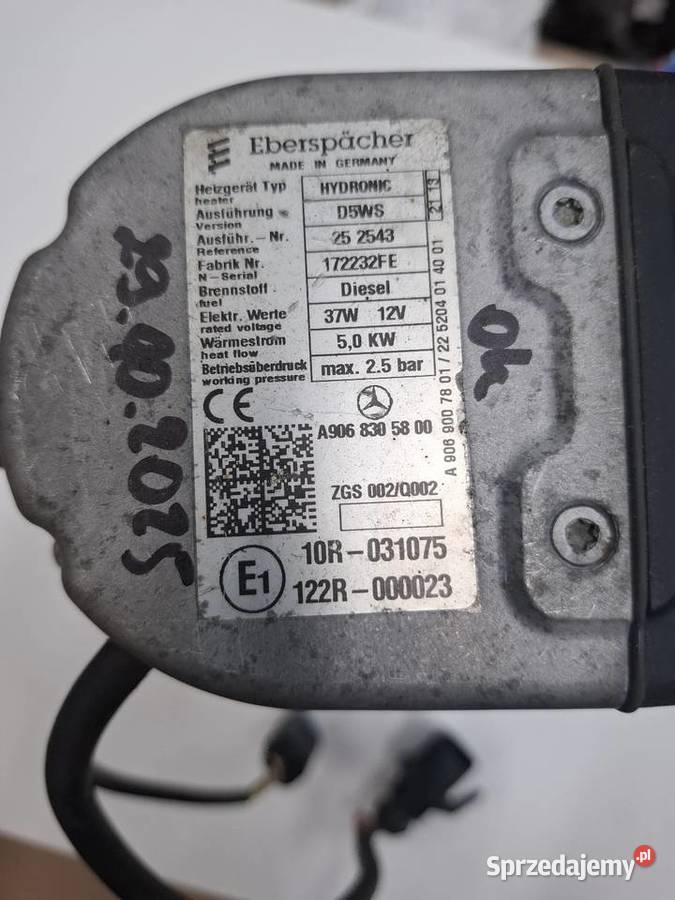 Eberspächer
MADE IN GERMANY
Heizgerät Typ HYDRONIC
heater
Ausführung D5WS
Version
Ausführ.-Nr. 25 2543
Reference
Fabrik Nr. 172232FE
N-Serial
Brennstoff Diesel
fuel
Elektr. Werte 37W 12V
rated voltage
Wärmestrom 5,0 KW
heat flow
Betriebsüberdruck max. 2.5 bar
working pressure
21 13
A 906 900 78 01 / 22 5204 01 40 01
CE
A906 830 58 00
ZGS 002/Q002
E1
10R-031075
122R-000023
ok
Sprzedajemy.pl